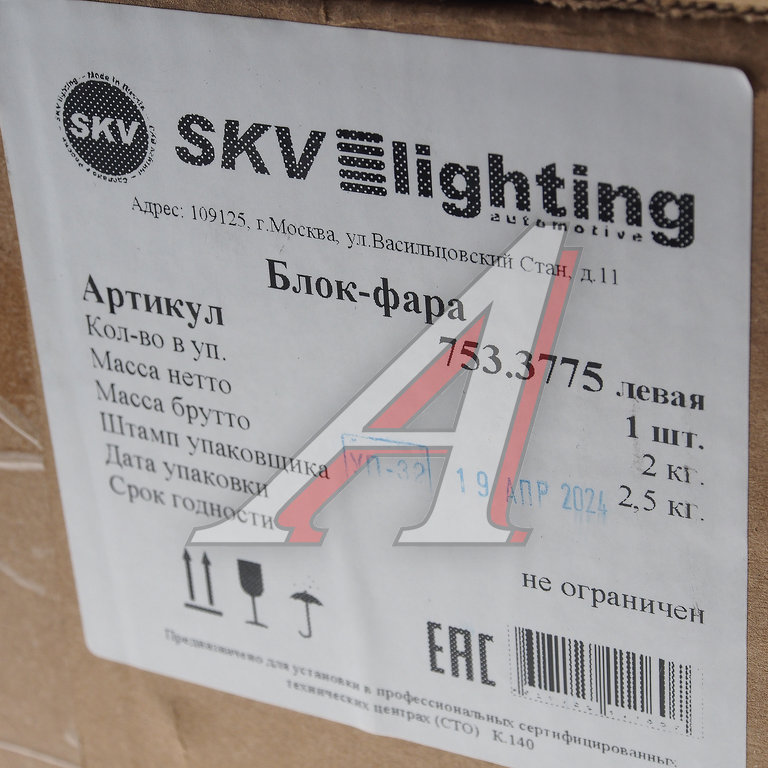 SKV
SKV lighting
automotive
Адрес: 109125, г.Москва, ул.Васильцовский Стан, д.11
Блок-фара
Артикул 753.3775 левая
Кол-во в уп. 1 шт.
Масса нетто 2 кг.
Масса брутто 2,5 кг.
Штамп упаковщика УП-32
Дата упаковки 19 АПР 2024
Срок годности не ограничен
EAC
Предназначено для установки в профессиональных сертифицированных
технических центрах (СТО) К.140